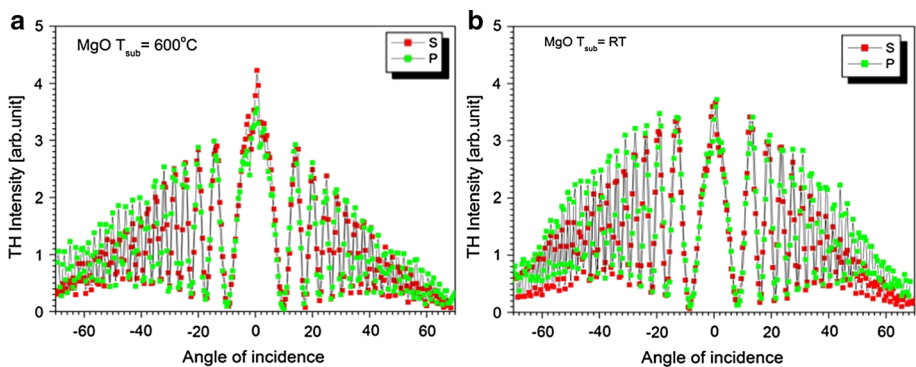 a
MgO Tsub= 600°C
S
P
TH Intensity [arb.unit]
5
4
3
2
1
0
-60 -40 -20 0 20 40 60
Angle of incidence
b
MgO Tsub= RT
S
P
TH Intensity [arb.unit]
5
4
3
2
1
0
-60 -40 -20 0 20 40 60
Angle of incidence